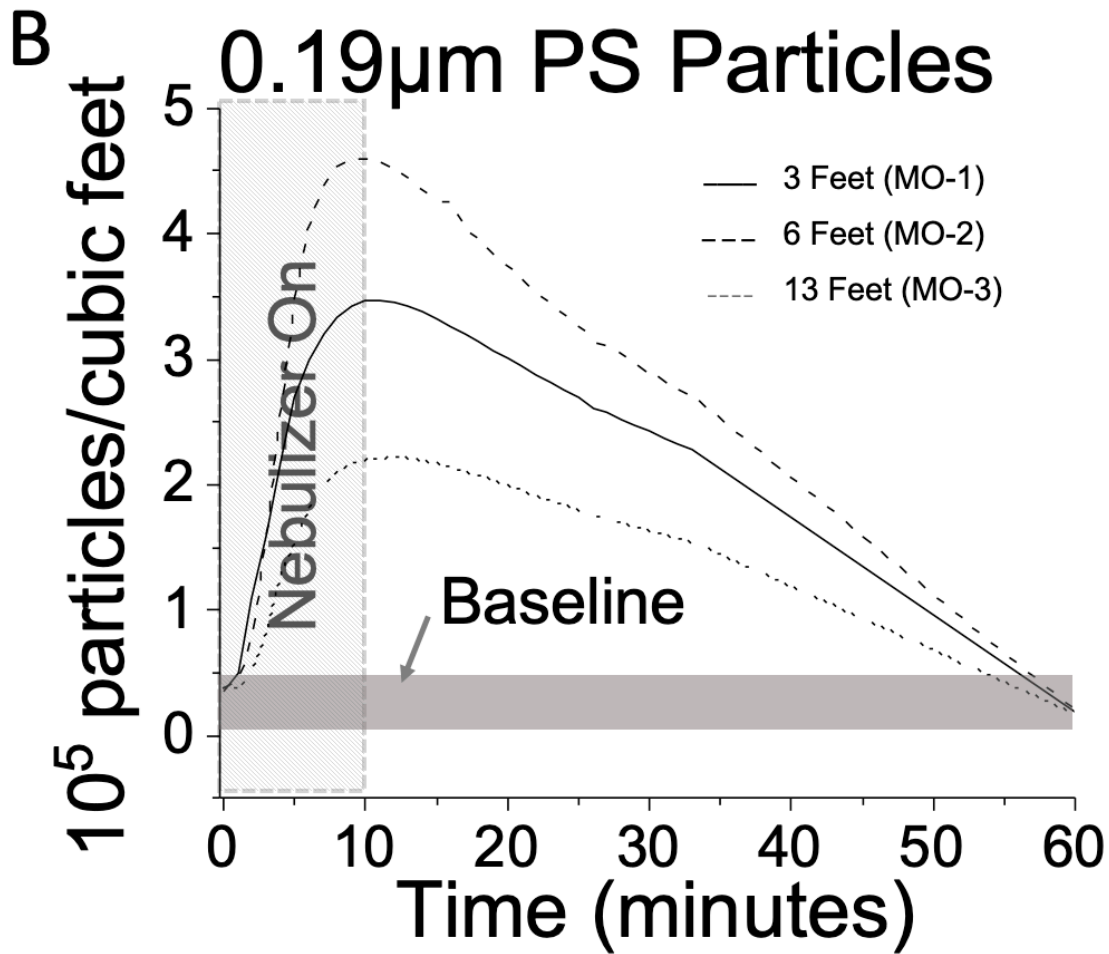 B
0.19µm PS Particles
10⁵ particles/cubic feet
5
4
3
2
1
0
3 Feet (MO-1)
6 Feet (MO-2)
13 Feet (MO-3)
Nebulizer On
Baseline
0 10 20 30 40 50 60
Time (minutes)